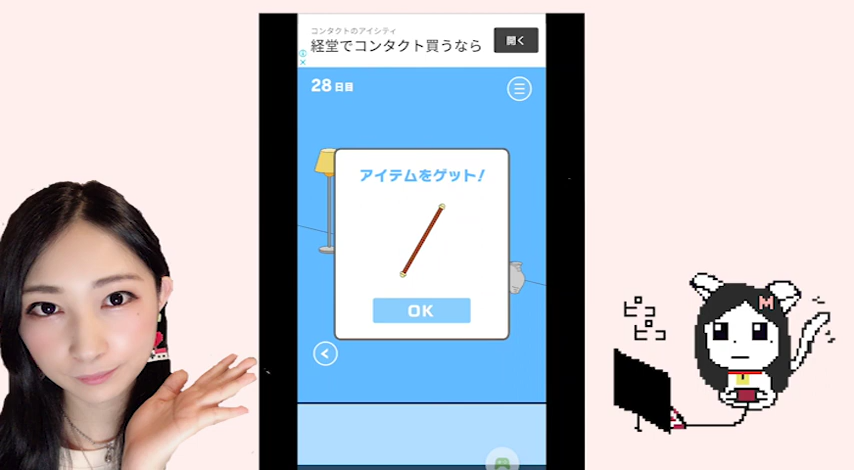 コンタクトのアイシティ
経堂でコンタクト買うなら
開く
28日目
アイテムをゲット!
OK
ピコ
ピコ
M